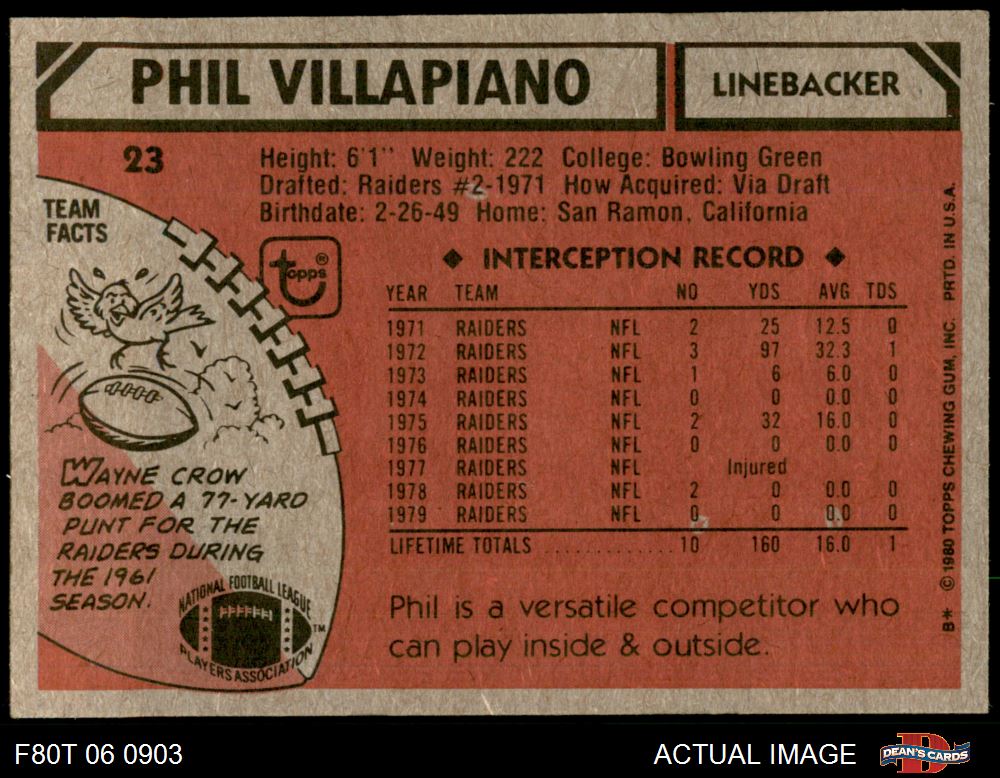 PHIL VILLAPIANO
LINEBACKER
23
Height: 6'1" Weight: 222 College: Bowling Green
Drafted: Raiders #2-1971 How Acquired: Via Draft
Birthdate: 2-26-49 Home: San Ramon, California
TEAM
FACTS
topps®
◆ INTERCEPTION RECORD ◆
YEAR TEAM NO YDS AVG TDS
1971 RAIDERS NFL 2 25 12.5 0
1972 RAIDERS NFL 3 97 32.3 1
1973 RAIDERS NFL 1 6 6.0 0
1974 RAIDERS NFL 0 0 0.0 0
1975 RAIDERS NFL 2 32 16.0 0
1976 RAIDERS NFL 0 0 0.0 0
1977 RAIDERS NFL Injured
1978 RAIDERS NFL 2 0 0.0 0
1979 RAIDERS NFL 0 0 0.0 0
LIFETIME TOTALS ............ 10 160 16.0 1
WAYNE CROW
BOOMED A 77-YARD
PUNT FOR THE
RAIDERS DURING
THE 1961
SEASON.
NATIONAL FOOTBALL LEAGUE
PLAYERS ASSOCIATION
TM
Phil is a versatile competitor who
can play inside & outside.
B* © 1980 TOPPS CHEWING GUM, INC. PRTD. IN U.S.A.
F80T 06 0903
ACTUAL IMAGE
D
DEAN'S CARDS